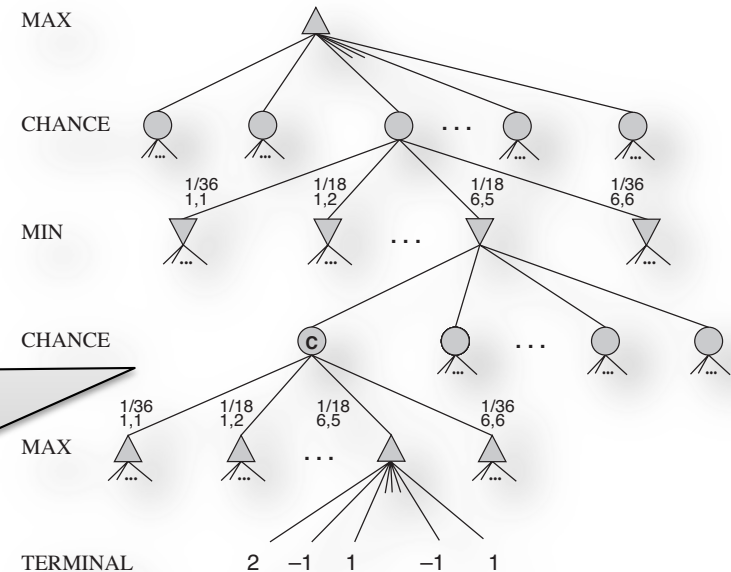 MAX
CHANCE
...
... ... ... ... ...
1/36 1/18 1/18 1/36
1,1 1,2 6,5 6,6
MIN
...
... ... ... ...
CHANCE
C ...
... ... ...
1/36 1/18 1/18 1/36
1,1 1,2 6,5 6,6
MAX
...
... ... ...
TERMINAL 2 –1 1 –1 1